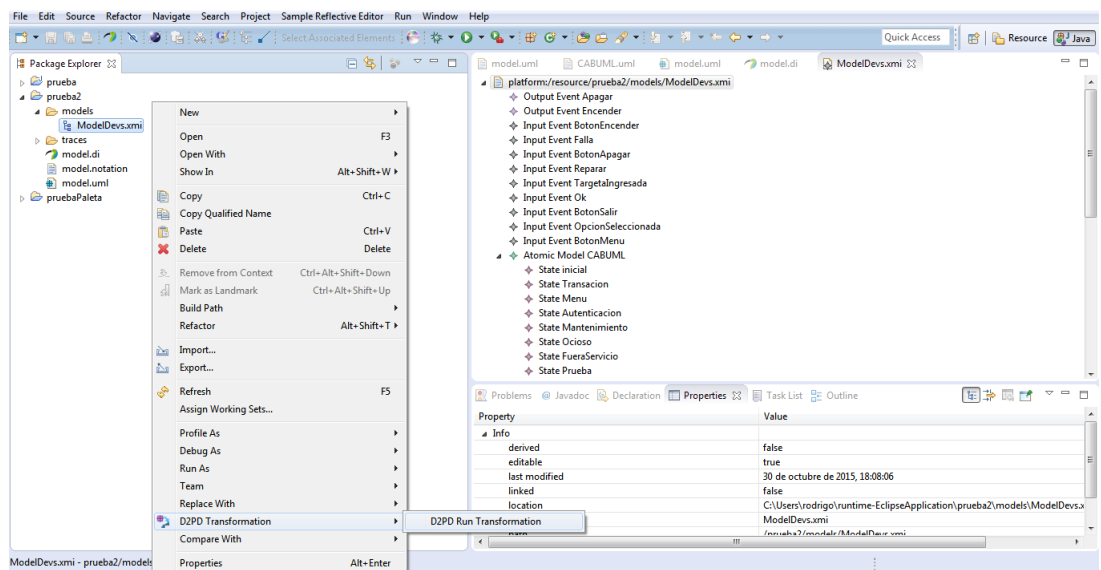 File Edit Source Refactor Navigate Search Project Sample Reflective Editor Run Window Help
Select Associated Elements
Quick Access
Resource
Java
Package Explorer
prueba
prueba2
models
ModelDevs.xmi
traces
model.di
model.notation
model.uml
pruebaPaleta
New
Open F3
Open With
Show In Alt+Shift+W
Copy Ctrl+C
Copy Qualified Name
Paste Ctrl+V
Delete Delete
Remove from Context Ctrl+Alt+Shift+Down
Mark as Landmark Ctrl+Alt+Shift+Up
Build Path
Refactor Alt+Shift+T
Import...
Export...
Refresh F5
Assign Working Sets...
Profile As
Debug As
Run As
Team
Replace With
D2PD Transformation
Compare With
Properties Alt+Enter
D2PD Run Transformation
model.uml CABUML.uml model.uml model.di ModelDevs.xmi
platform:/resource/prueba2/models/ModelDevs.xmi
Output Event Apagar
Output Event Encender
Input Event BotonEncender
Input Event Falla
Input Event BotonApagar
Input Event Reparar
Input Event TargetaIngresada
Input Event Ok
Input Event BotonSalir
Input Event OpcionSeleccionada
Input Event BotonMenu
Atomic Model CABUML
State inicial
State Transacion
State Menu
State Autenticacion
State Mantenimiento
State Ocioso
State FueraServicio
State Prueba
Problems @ Javadoc Declaration Properties Task List Outline
Property Value
Info
derived false
editable true
last modified 30 de octubre de 2015, 18:08:06
linked false
location C:\Users\rodrigo\runtime-EclipseApplication\prueba2\models\ModelDevs.x
ModelDevs.xmi
path /prueba2/models/ModelDevs.xmi
ModelDevs.xmi - prueba2/models